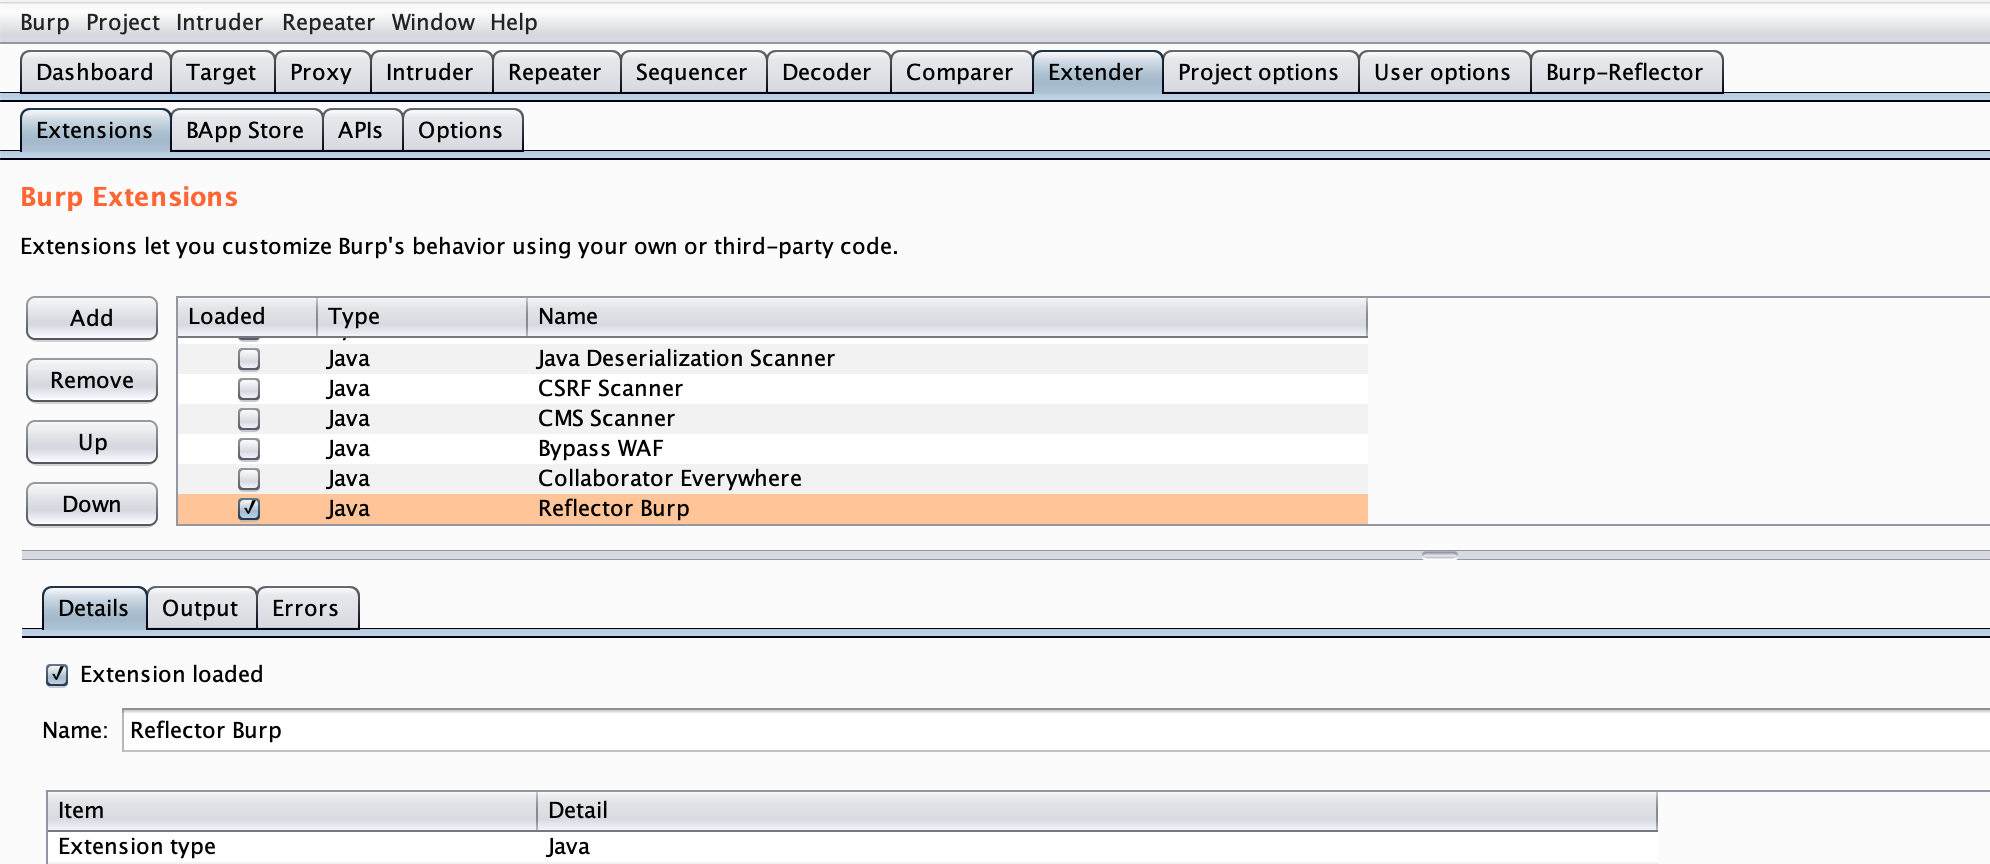 Burp Project Intruder Repeater Window Help
Dashboard Target Proxy Intruder Repeater Sequencer Decoder Comparer Extender Project options User options Burp-Reflector
Extensions BApp Store APIs Options
Burp Extensions
Extensions let you customize Burp's behavior using your own or third-party code.
Add
Remove
Up
Down
Loaded Type Name
Java Java Deserialization Scanner
Java CSRF Scanner
Java CMS Scanner
Java Bypass WAF
Java Collaborator Everywhere
Java Reflector Burp
Details Output Errors
Extension loaded
Name: Reflector Burp
Item Detail
Extension type Java